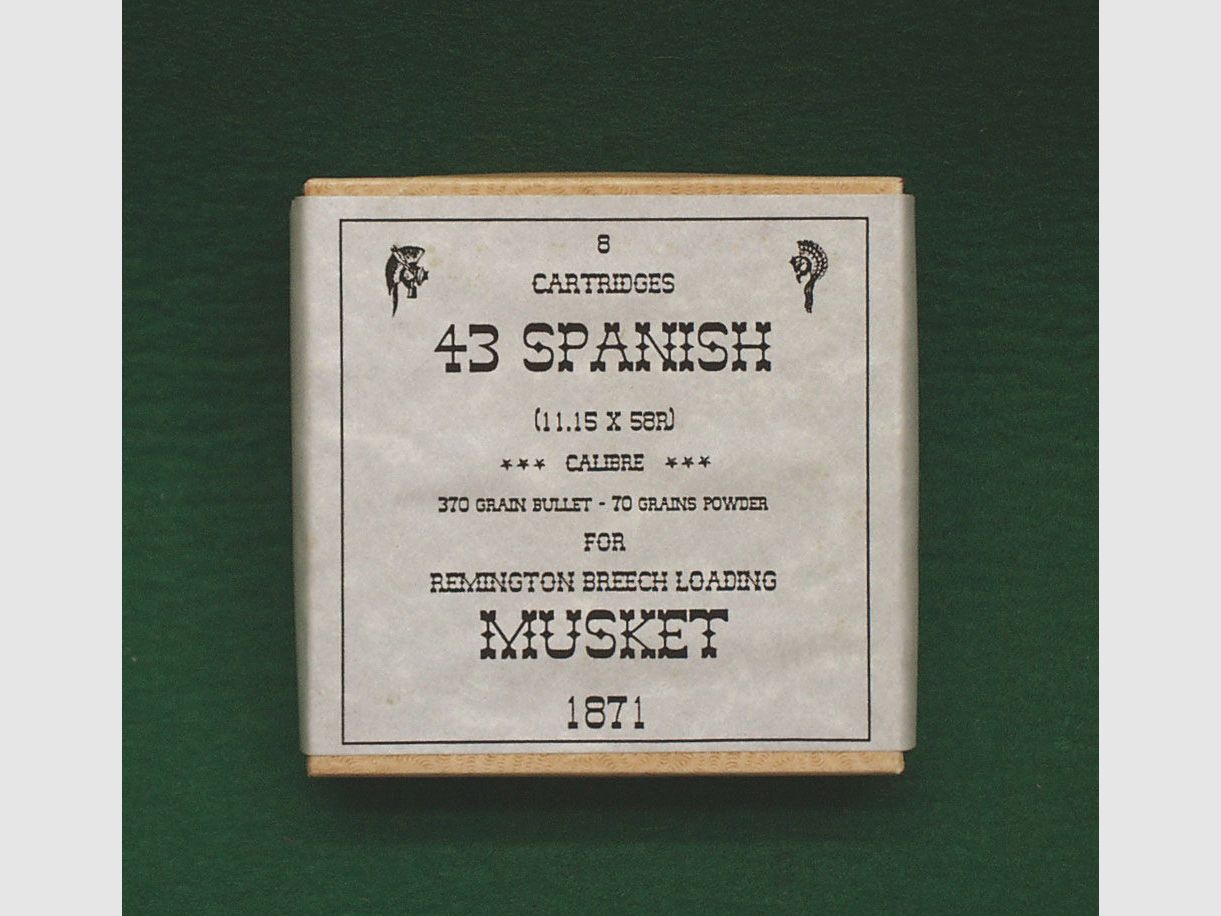 8
CARTRIDGES
43 SPANISH
(11.15 X 58R)
*** CALIBRE ***
370 GRAIN BULLET - 70 GRAINS POWDER
FOR
REMINGTON BREECH LOADING
MUSKET
1871